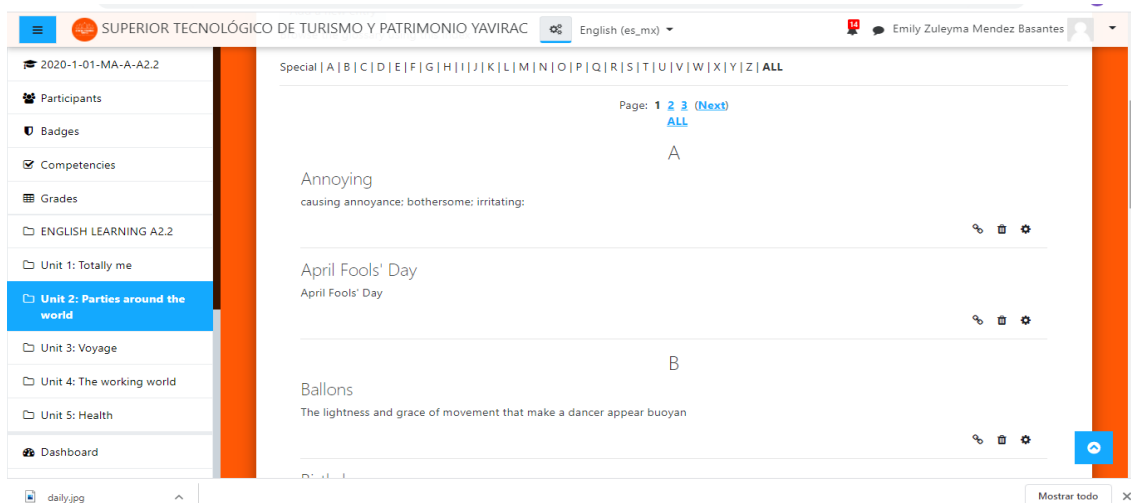 SUPERIOR TECNOLÓGICO DE TURISMO Y PATRIMONIO YAVIRAC
English (es_mx)
14
Emily Zuleyma Mendez Basantes
2020-1-01-MA-A-A2.2
Participants
Badges
Competencies
Grades
ENGLISH LEARNING A2.2
Unit 1: Totally me
Unit 2: Parties around the
world
Unit 3: Voyage
Unit 4: The working world
Unit 5: Health
Dashboard
Special | A | B | C | D | E | F | G | H | I | J | K | L | M | N | O | P | Q | R | S | T | U | V | W | X | Y | Z | ALL
Page: 1 2 3 (Next)
ALL
A
Annoying
causing annoyance; bothersome; irritating:
April Fools' Day
April Fools' Day
B
Ballons
The lightness and grace of movement that make a dancer appear buoyan
daily.jpg
Mostrar todo